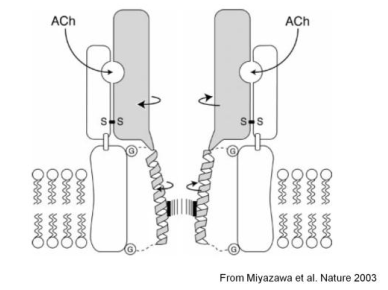 ACh ACh
S S S S
G G
G G
From Miyazawa et al. Nature 2003